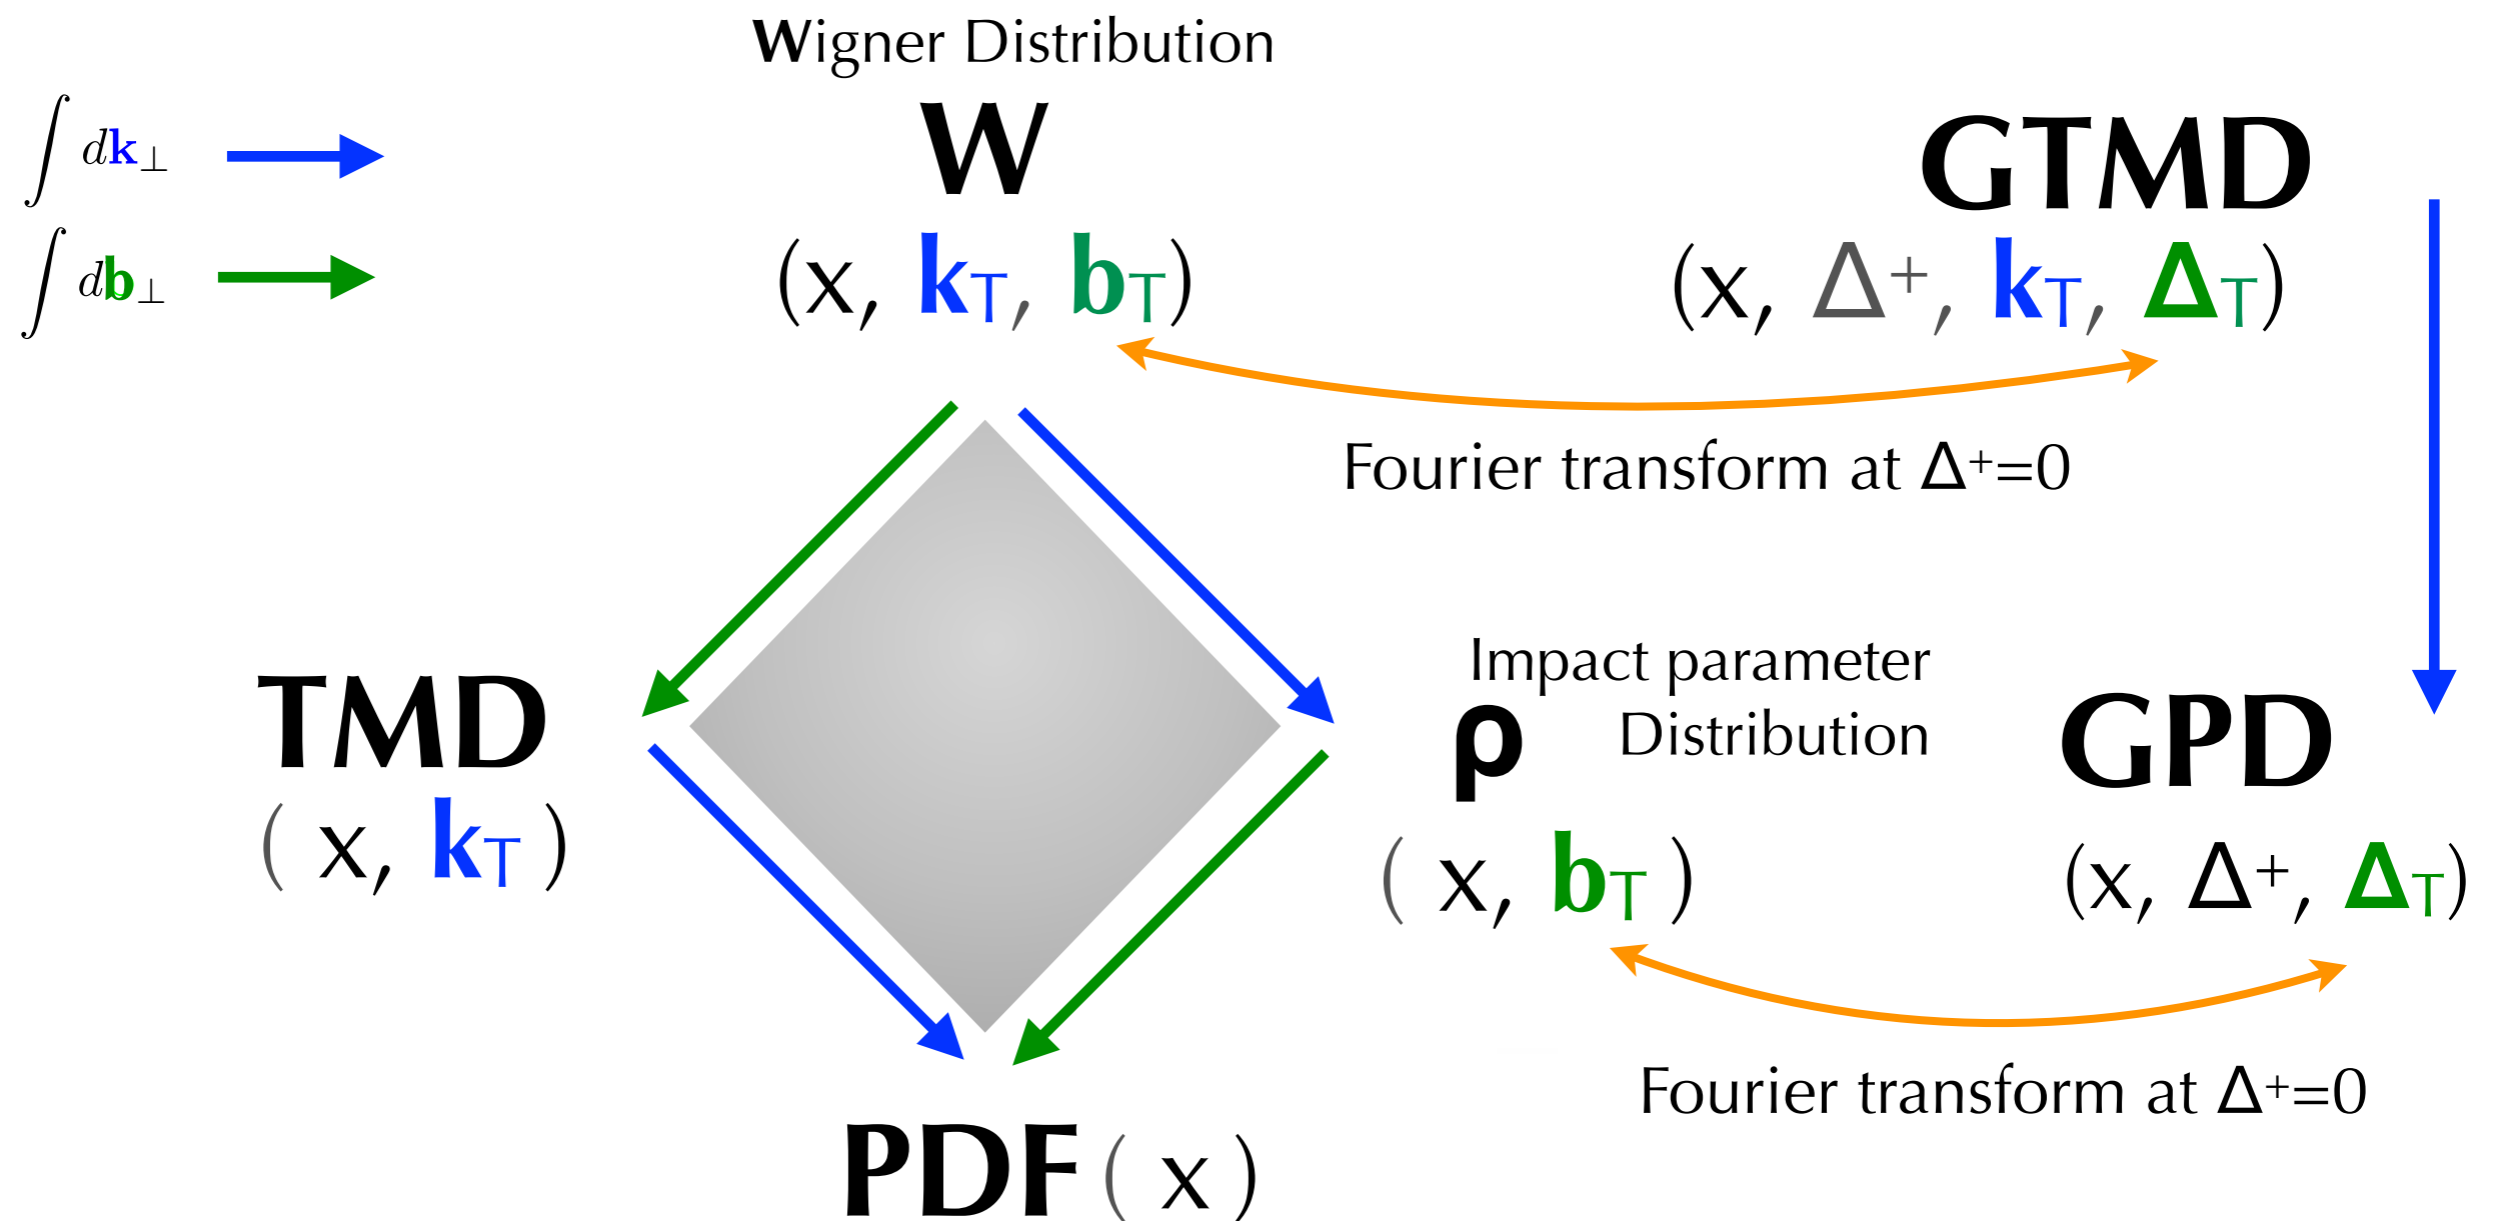 Wigner Distribution
∫ dk⊥
∫ db⊥
W
(x, kT, bT)
GTMD
(x, Δ+, kT, ΔT)
Fourier transform at Δ+=0
TMD
( x, kT )
Impact parameter
Distribution
ρ
( x, bT )
GPD
(x, Δ+, ΔT)
Fourier transform at Δ+=0
PDF( x )